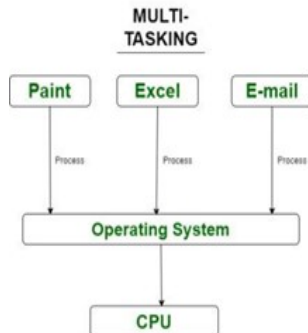 MULTI-
TASKING
Paint
Excel
E-mail
Process
Process
Process
Operating System
CPU